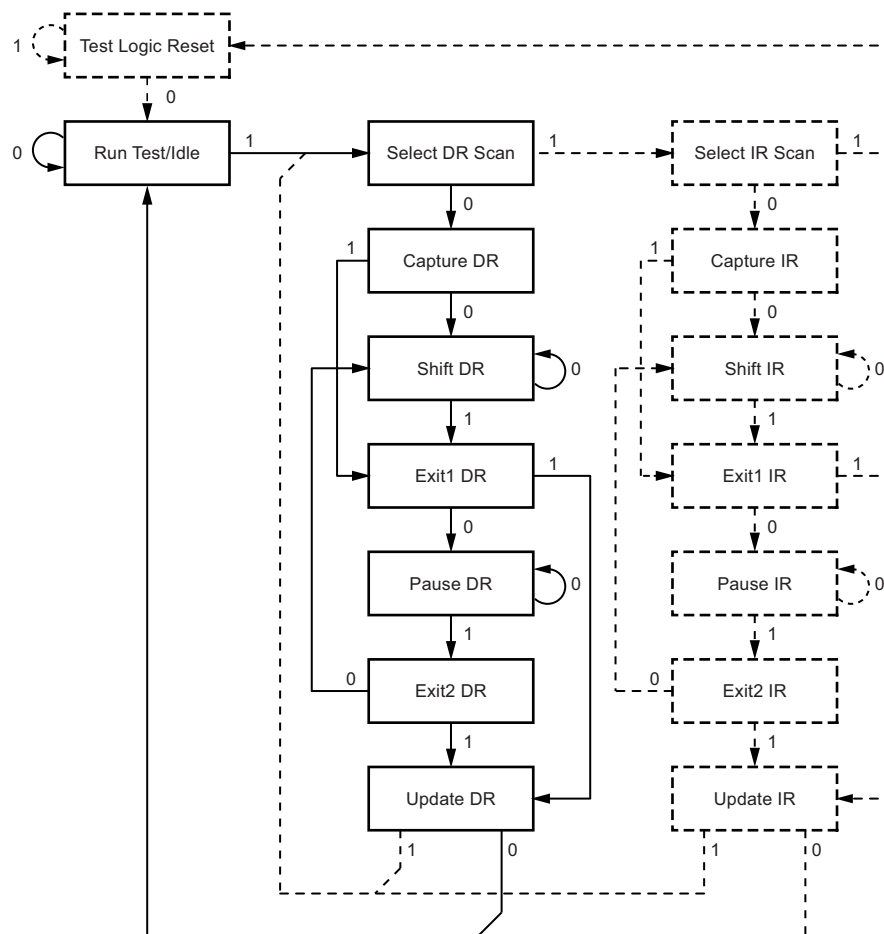 1
Test Logic Reset
0
0
Run Test/Idle
1
Select DR Scan
1
Select IR Scan
1
0
0
1
Capture DR
1
Capture IR
0
0
Shift DR
0
Shift IR
0
1
1
Exit1 DR
1
Exit1 IR
1
0
0
Pause DR
0
Pause IR
0
1
1
0
Exit2 DR
0
Exit2 IR
1
1
Update DR
Update IR
1
0
1
0